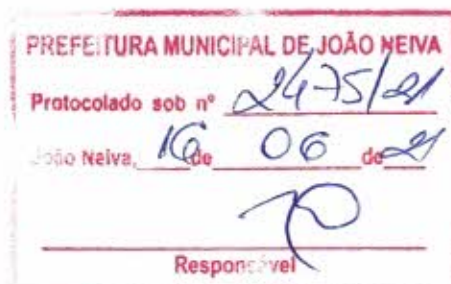 PREFEITURA MUNICIPAL DE JOÃO NEIVA
Protocolado sob nº 2475/21
João Neiva, 16 de 06 de 21
Responsável